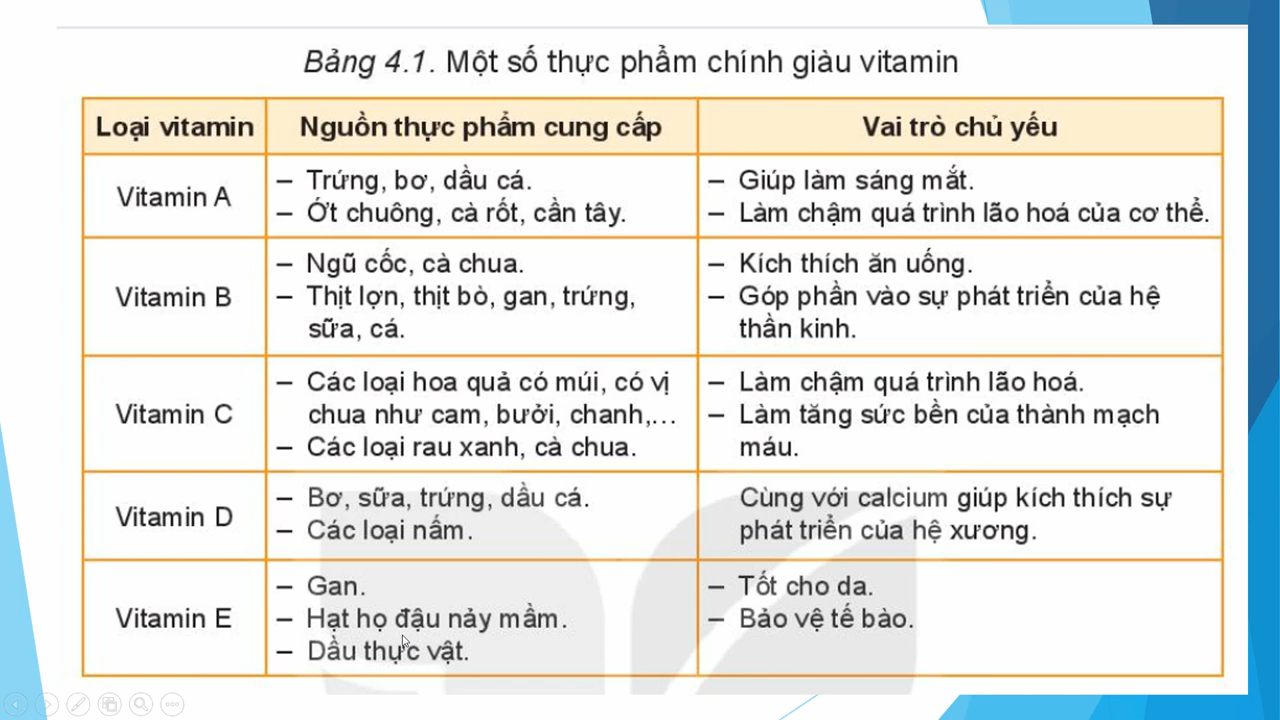 Bảng 4.1. Một số thực phẩm chính giàu vitamin
Loại vitamin
Nguồn thực phẩm cung cấp
Vai trò chủ yếu
Vitamin A
– Trứng, bơ, dầu cá.
– Ớt chuông, cà rốt, cần tây.
– Giúp làm sáng mắt.
– Làm chậm quá trình lão hoá của cơ thể.
Vitamin B
– Ngũ cốc, cà chua.
– Thịt lợn, thịt bò, gan, trứng,
sữa, cá.
– Kích thích ăn uống.
– Góp phần vào sự phát triển của hệ
thần kinh.
Vitamin C
– Các loại hoa quả có múi, có vị
chua như cam, bưởi, chanh,…
– Các loại rau xanh, cà chua.
– Làm chậm quá trình lão hoá.
– Làm tăng sức bền của thành mạch
máu.
Vitamin D
– Bơ, sữa, trứng, dầu cá.
– Các loại nấm.
Cùng với calcium giúp kích thích sự
phát triển của hệ xương.
Vitamin E
– Gan.
– Hạt họ đậu nảy mầm.
– Dầu thực vật.
– Tốt cho da.
– Bảo vệ tế bào.